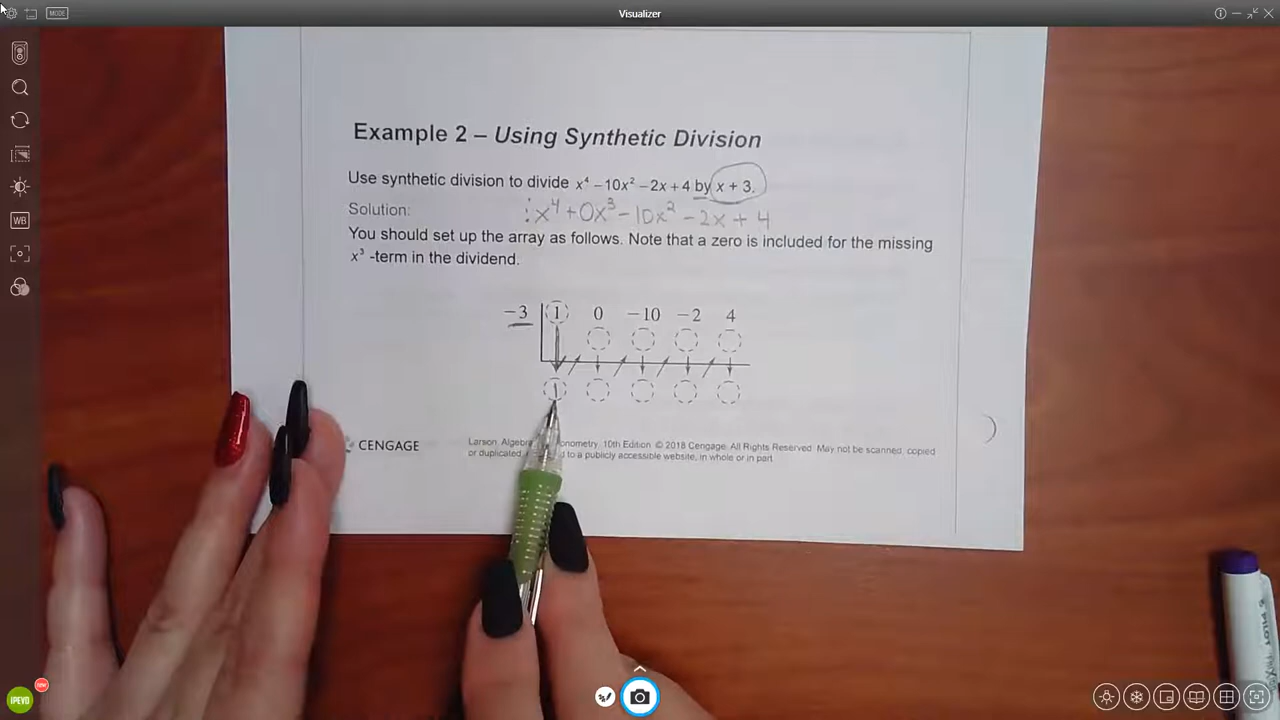 MODE
Visualizer
Example 2 – Using Synthetic Division
Use synthetic division to divide x⁴ –10x² –2x + 4 by x + 3.
Solution:
: x⁴ + 0x³ – 10x² – 2x + 4
You should set up the array as follows. Note that a zero is included for the missing
x³ -term in the dividend.
–3 1 0 –10 –2 4
1
CENGAGE
Larson, Algebra onometry, 10th Edition. © 2018 Cengage. All Rights Reserved. May not be scanned, copied
or duplicated, d to a publicly accessible website, in whole or in part.
WB
IPEVO
new